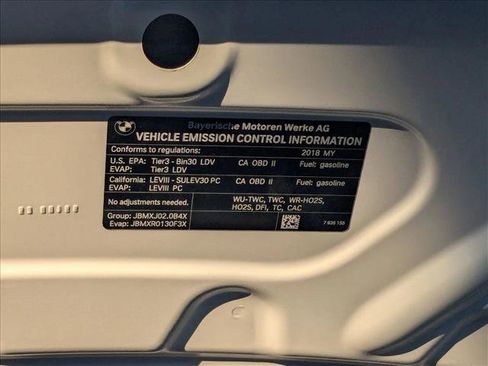 Bayerische Motoren Werke AG
VEHICLE EMISSION CONTROL INFORMATION
Conforms to regulations: 2018 MY
U.S. EPA: Tier3 - Bin30 LDV CA OBD II Fuel: gasoline
EVAP: Tier3 LDV
California: LEVIII - SULEV30 PC CA OBD II Fuel: gasoline
EVAP: LEVIII PC
No adjustments needed. WU-TWC, TWC, WR-HO2S,
HO2S, DFI, TC, CAC
Group: JBMXJ02.0B4X
Evap: JBMXR0130F3X